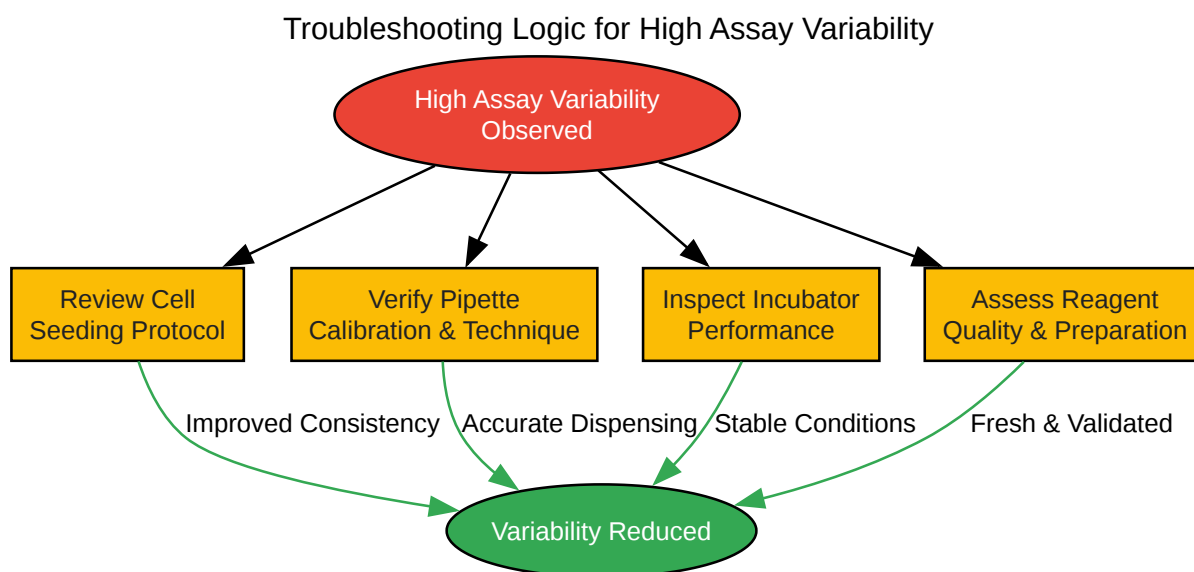 Troubleshooting Logic for High Assay Variability
High Assay Variability
Observed
Review Cell
Seeding Protocol
Verify Pipette
Calibration & Technique
Inspect Incubator
Performance
Assess Reagent
Quality & Preparation
Improved Consistency
Accurate Dispensing
Stable Conditions
Fresh & Validated
Variability Reduced